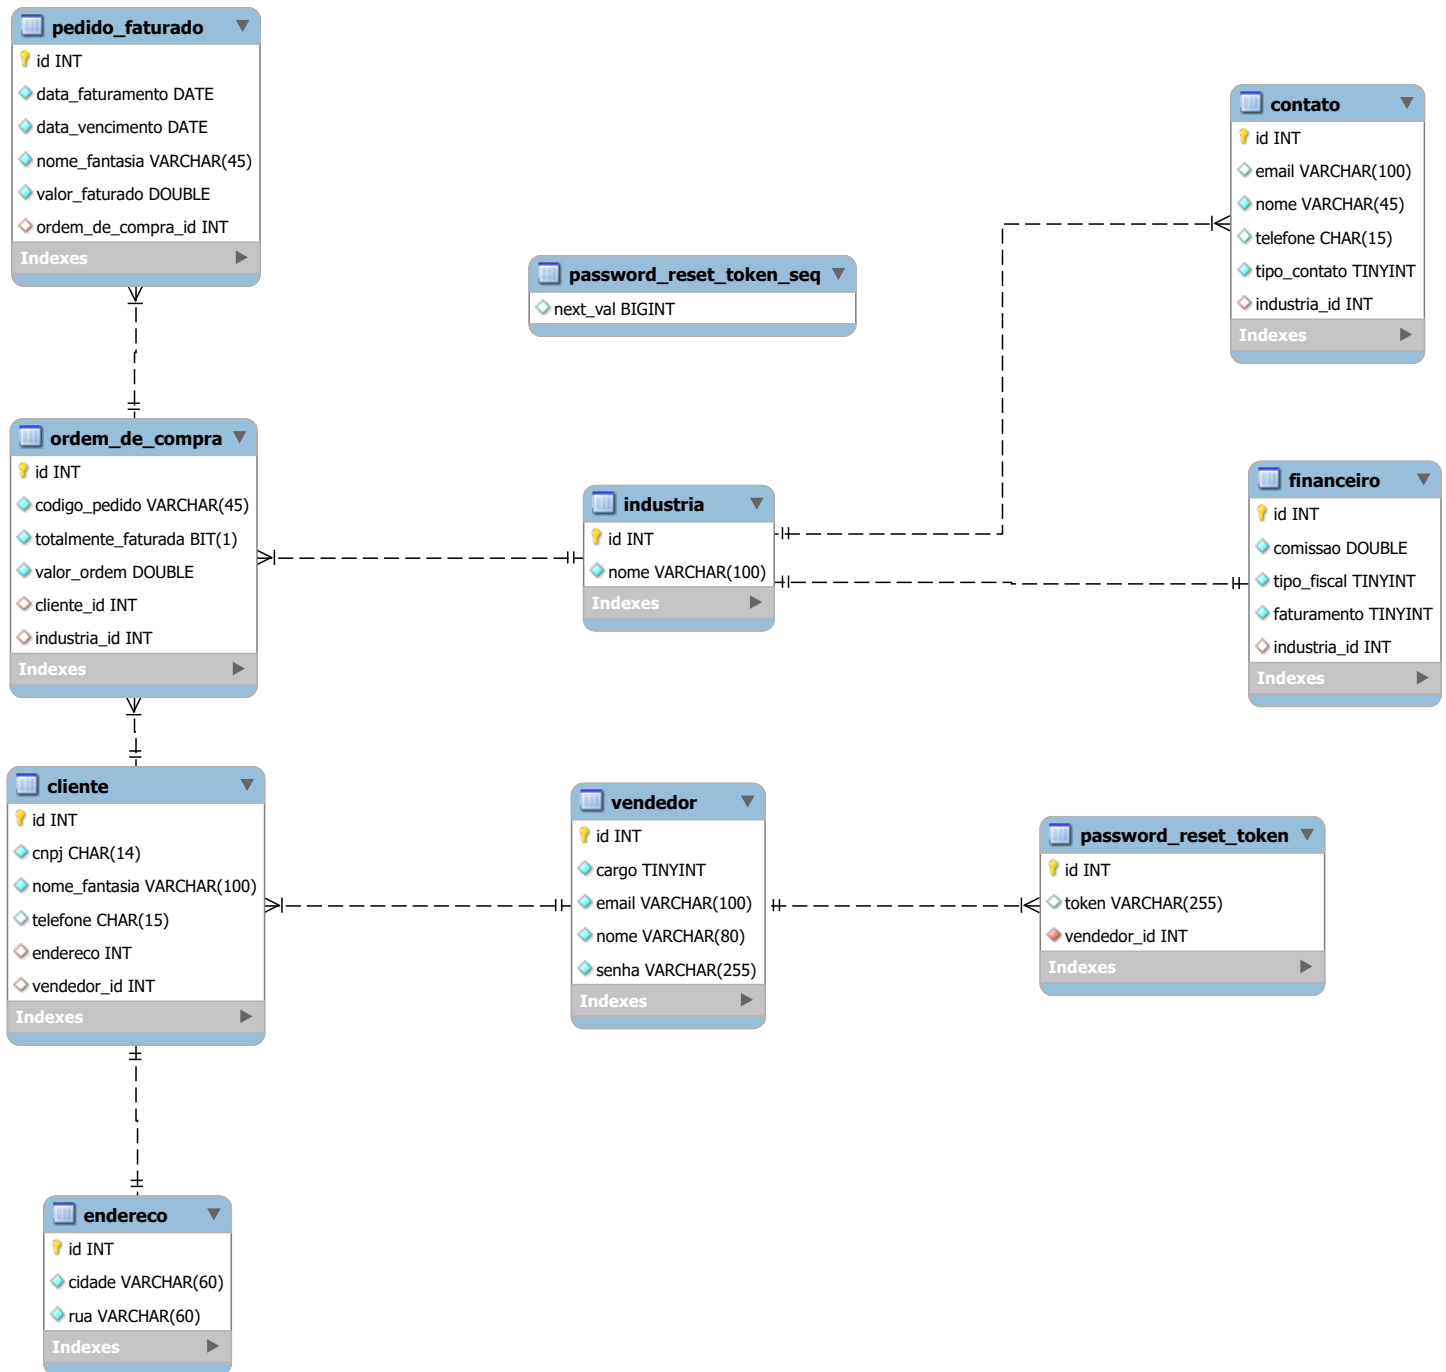 pedido_faturado
id INT
data_faturamento DATE
data_vencimento DATE
nome_fantasia VARCHAR(45)
valor_faturado DOUBLE
ordem_de_compra_id INT
Indexes
contato
id INT
email VARCHAR(100)
nome VARCHAR(45)
telefone CHAR(15)
tipo_contato TINYINT
industria_id INT
Indexes
password_reset_token_seq
next_val BIGINT
ordem_de_compra
id INT
codigo_pedido VARCHAR(45)
totalmente_faturada BIT(1)
valor_ordem DOUBLE
cliente_id INT
industria_id INT
Indexes
industria
id INT
nome VARCHAR(100)
Indexes
financeiro
id INT
comissao DOUBLE
tipo_fiscal TINYINT
faturamento TINYINT
industria_id INT
Indexes
cliente
id INT
cnpj CHAR(14)
nome_fantasia VARCHAR(100)
telefone CHAR(15)
endereco INT
vendedor_id INT
Indexes
vendedor
id INT
cargo TINYINT
email VARCHAR(100)
nome VARCHAR(80)
senha VARCHAR(255)
Indexes
password_reset_token
id INT
token VARCHAR(255)
vendedor_id INT
Indexes
endereco
id INT
cidade VARCHAR(60)
rua VARCHAR(60)
Indexes